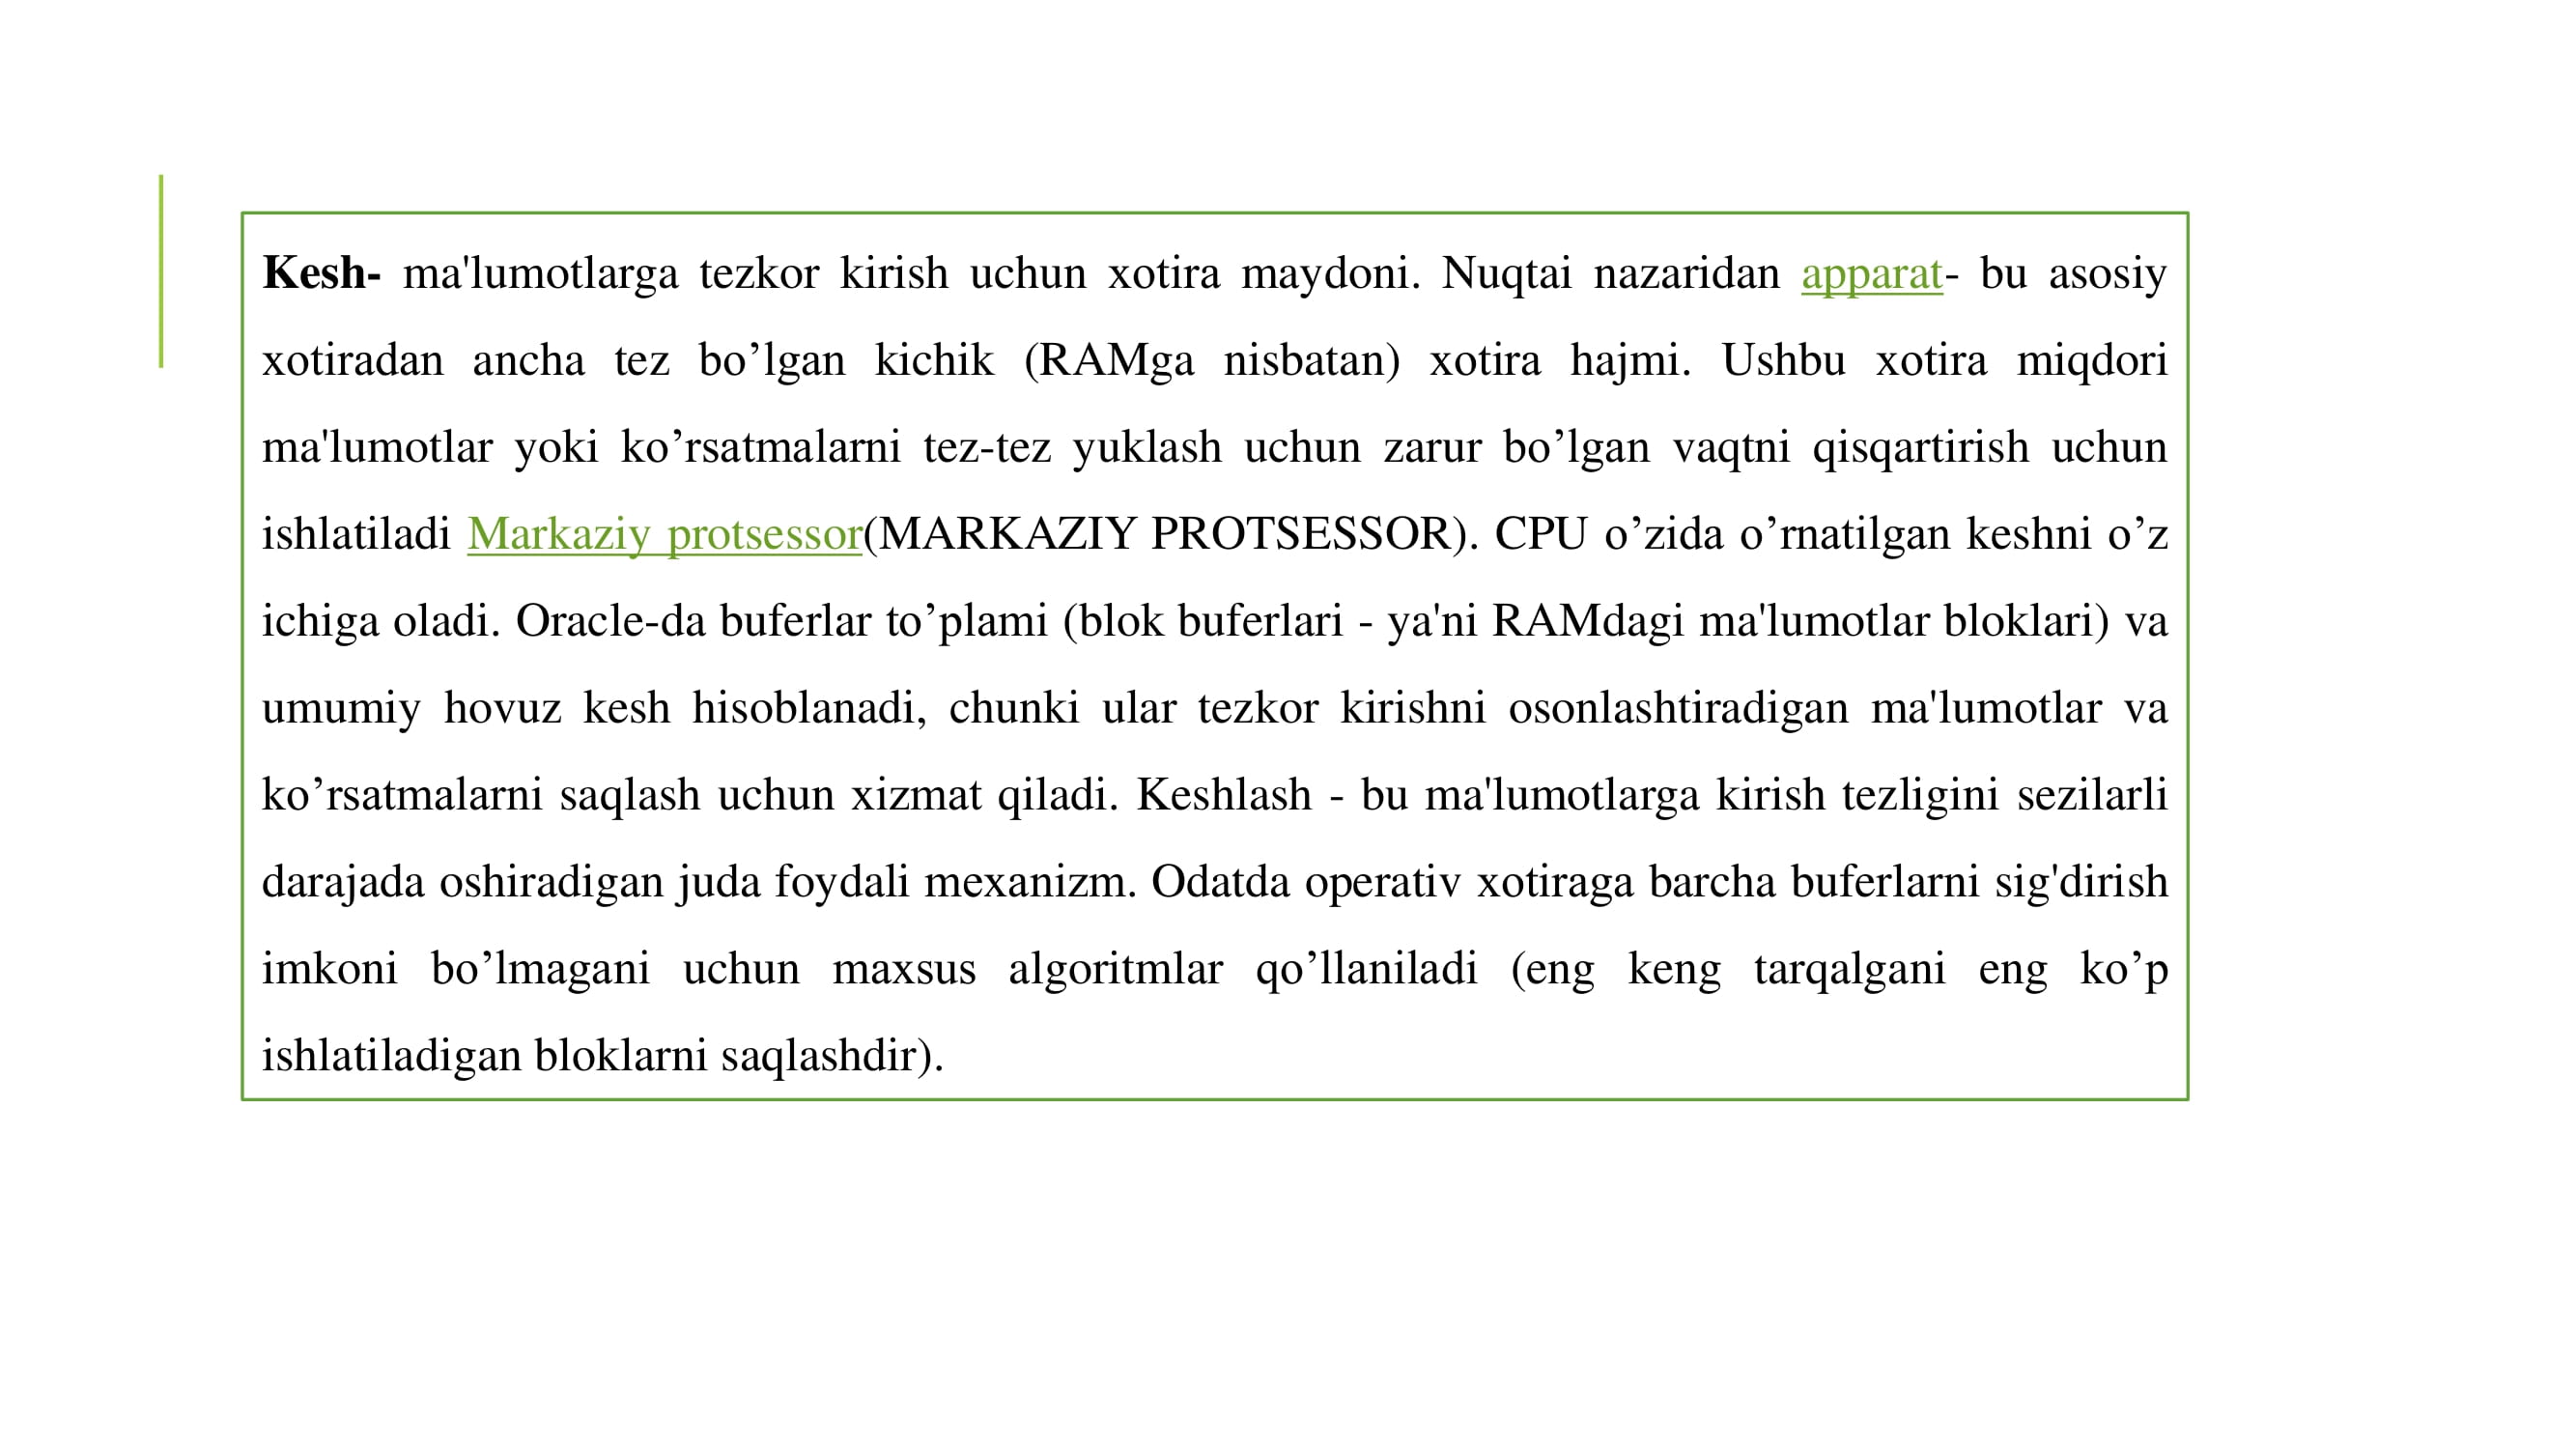 Kesh- ma'lumotlarga tezkor kirish uchun xotira maydoni. Nuqtai nazaridan apparat- bu asosiy
xotiradan ancha tez bo’lgan kichik (RAMga nisbatan) xotira hajmi. Ushbu xotira miqdori
ma'lumotlar yoki ko’rsatmalarni tez-tez yuklash uchun zarur bo’lgan vaqtni qisqartirish uchun
ishlatiladi Markaziy protsessor(MARKAZIY PROTSESSOR). CPU o’zida o’rnatilgan keshni o’z
ichiga oladi. Oracle-da buferlar to’plami (blok buferlari - ya'ni RAMdagi ma'lumotlar bloklari) va
umumiy hovuz kesh hisoblanadi, chunki ular tezkor kirishni osonlashtiradigan ma'lumotlar va
ko’rsatmalarni saqlash uchun xizmat qiladi. Keshlash - bu ma'lumotlarga kirish tezligini sezilarli
darajada oshiradigan juda foydali mexanizm. Odatda operativ xotiraga barcha buferlarni sig'dirish
imkoni bo’lmagani uchun maxsus algoritmlar qo’llaniladi (eng keng tarqalgani eng ko’p
ishlatiladigan bloklarni saqlashdir).